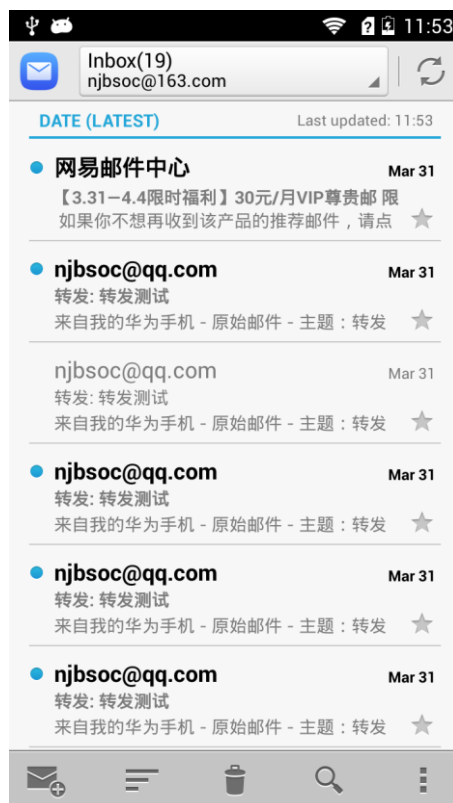 11:53
Inbox(19)
njbsoc@163.com
DATE (LATEST) Last updated: 11:53
网易邮件中心 Mar 31
【3.31—4.4限时福利】30元/月VIP尊贵邮 限
如果你不想再收到该产品的推荐邮件，请点
njbsoc@qq.com Mar 31
转发: 转发测试
来自我的华为手机 - 原始邮件 - 主题：转发
njbsoc@qq.com Mar 31
转发: 转发测试
来自我的华为手机 - 原始邮件 - 主题：转发
njbsoc@qq.com Mar 31
转发: 转发测试
来自我的华为手机 - 原始邮件 - 主题：转发
njbsoc@qq.com Mar 31
转发: 转发测试
来自我的华为手机 - 原始邮件 - 主题：转发
njbsoc@qq.com Mar 31
转发: 转发测试
来自我的华为手机 - 原始邮件 - 主题：转发